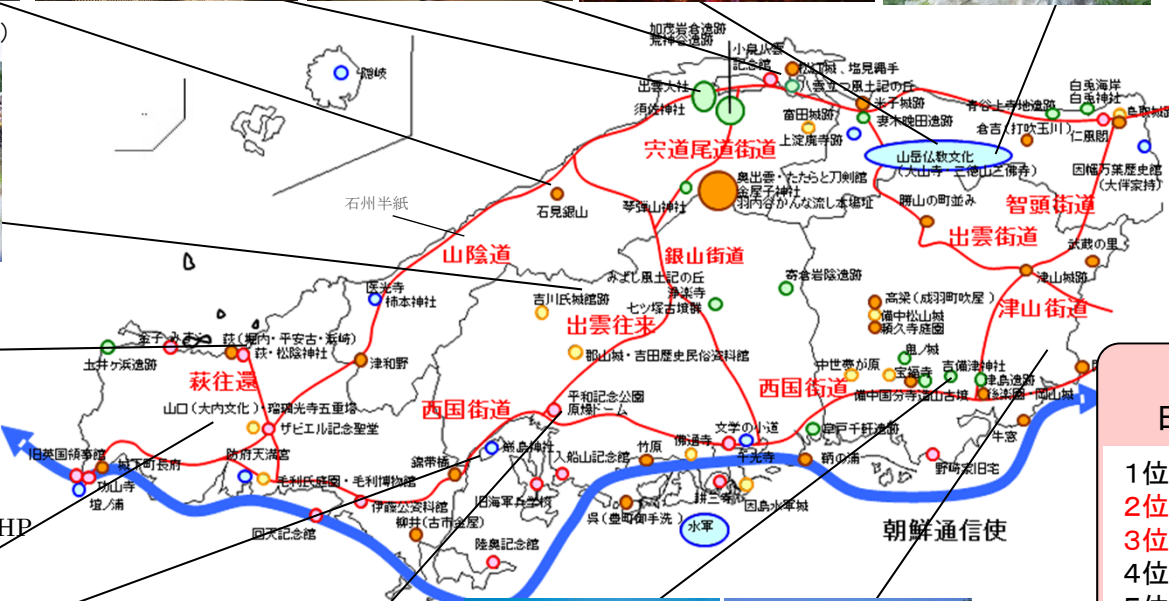 )
加茂岩倉遺跡
荒神谷遺跡
小泉八雲
記念館
松江城、塩見縄手
八雲立つ風土記の丘
出雲大社
須佐神社
隠岐
米子城跡
妻木晩田遺跡
富田城跡
上淀廃寺跡
青谷上寺地遺跡
白兎海岸
白兎神社
鳥取城跡
倉吉(打吹玉川)
仁風閣
山岳仏教文化
(大山寺 三徳山三佛寺)
因幡万葉歴史館
(大伴家持)
宍道尾道街道
奥出雲・たたらと刀剣館
金屋子神社
羽内谷かんな流し本場址
琴弾山神社
石見銀山
石州半紙
勝山の町並み
智頭街道
出雲街道
武蔵の里
山陰道
銀山街道
津山城跡
みよし風土記の丘
浄楽寺
七ツ塚古墳群
寄倉岩陰遺跡
医光寺
柿本神社
吉川氏城館跡
高梁(成羽町吹屋 )
備中松山城
頼久寺庭園
津山街道
出雲往来
金子みすゞ
萩(堀内・平安古・浜崎)
萩・松陰神社
土井ヶ浜遺跡
津和野
郡山城・吉田歴史民俗資料館
鬼ノ城
中世夢が原
宝福寺
吉備津神社
津島遺跡
萩往還
西国街道
西国街道
備中国分寺
造山古墳
後楽園
岡山城
平和記念公園
原爆ドーム
山口(大内文化)・瑠璃光寺五重塔
ザビエル記念聖堂
文学の小道
早戸千軒遺跡
牛窓
旧英国領事館
城下町長府
防府天満宮
厳島神社
竹原
佛通寺
千光寺
鞆の浦
野崎家旧宅
功山寺
壇ノ浦
毛利氏庭園・毛利博物館
錦帯橋
船山記念館
耕三寺
伊藤公資料館
旧海軍兵学校
呉(豊町御手洗 )
因島水軍城
回天記念館
柳井(古市金屋)
水軍
朝鮮通信使
陸奥記念館
HP
1位
2位
3位
4位